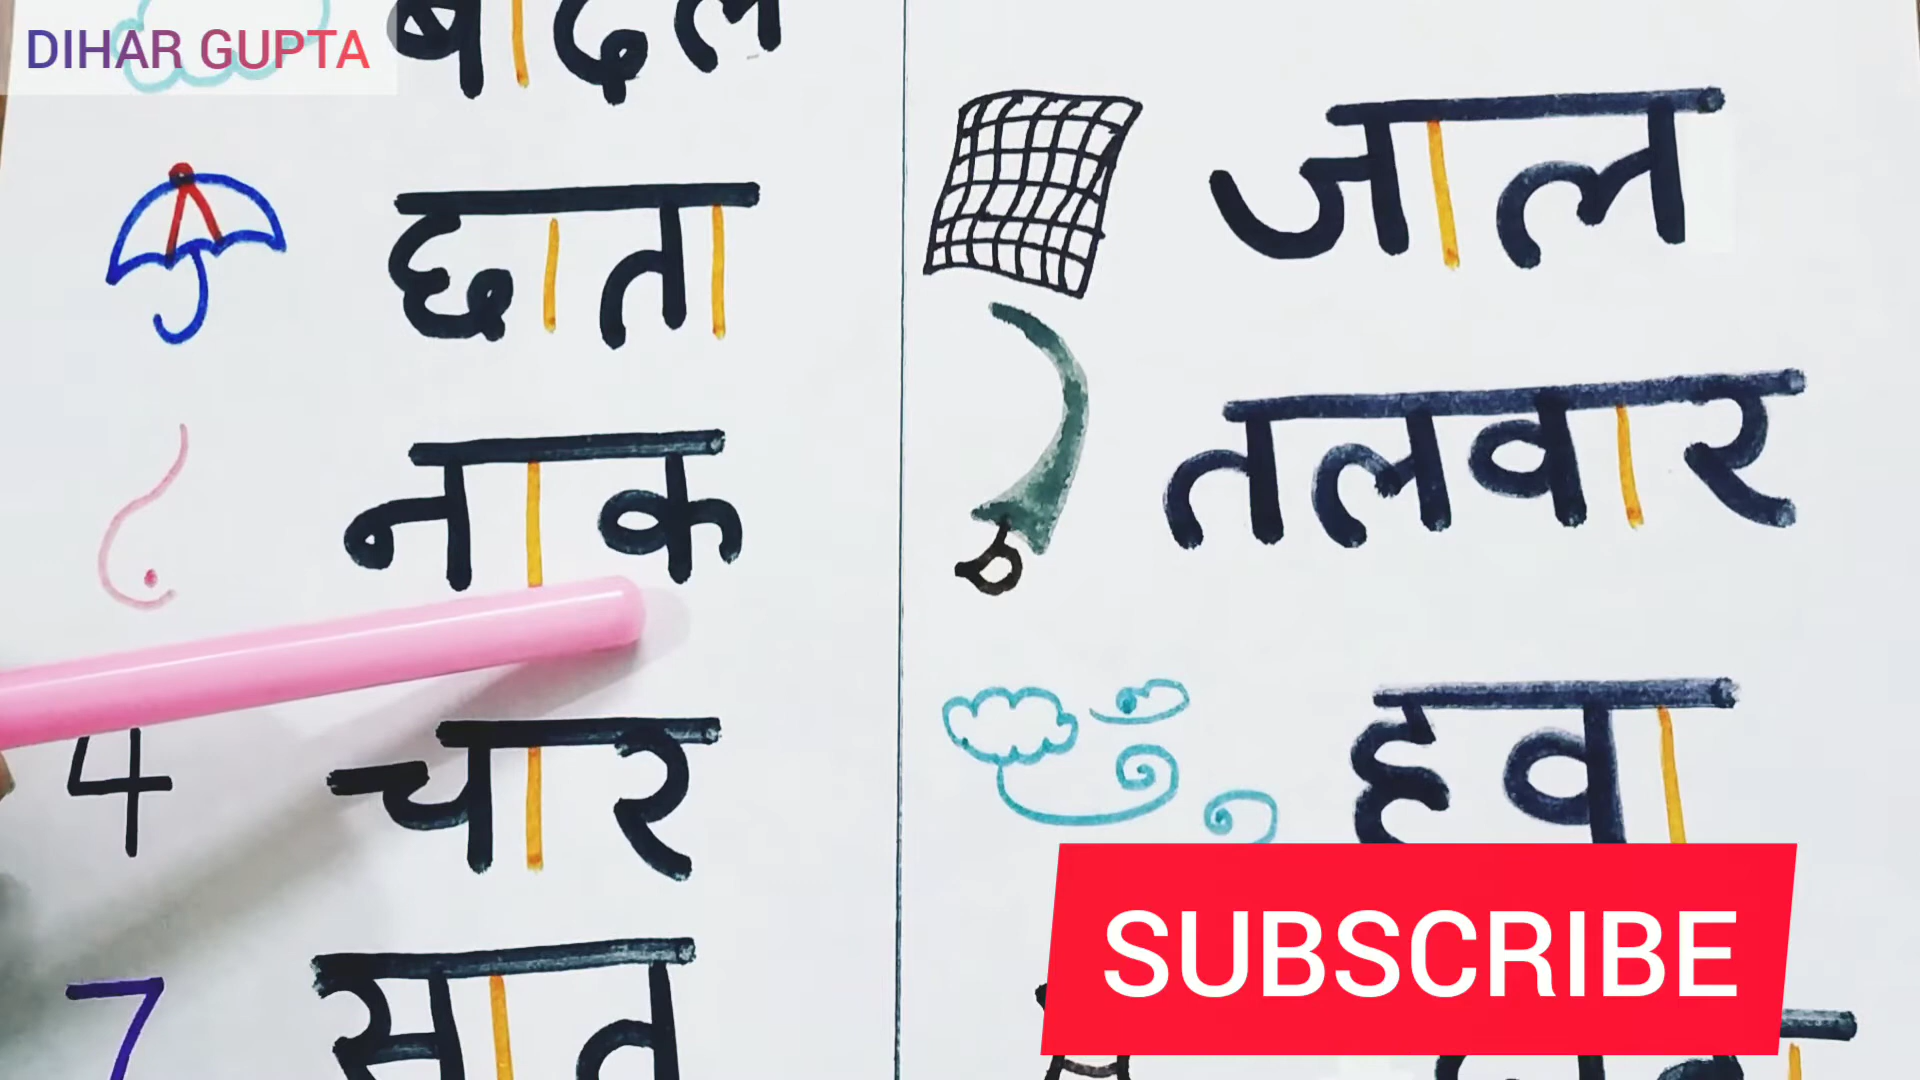 DIHAR GUPTA
बादल
छाता
नाक
4
चार
7
सात
जाल
तलवार
हवा
SUBSCRIBE